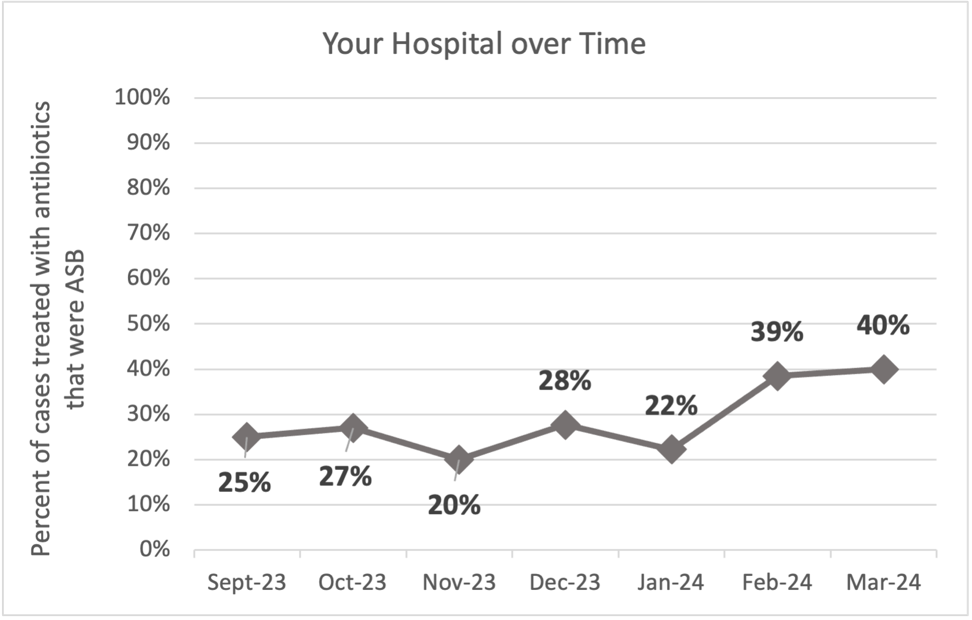 Your Hospital over Time
Percent of cases treated with antibiotics
that were ASB
100%
90%
80%
70%
60%
50%
40%
30%
20%
10%
0%
25%
27%
20%
28%
22%
39%
40%
Sept-23
Oct-23
Nov-23
Dec-23
Jan-24
Feb-24
Mar-24